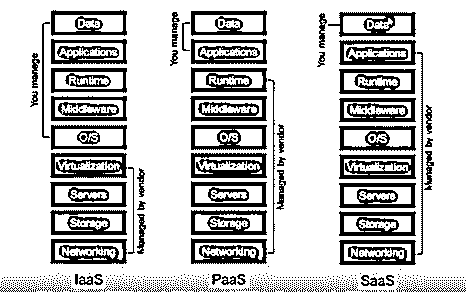 You manage
Data
Applications
Runtime
Middleware
O/S
Virtualization
Servers
Storage
Networking
Managed by vendor
IaaS
You manage
Data
Applications
Runtime
Middleware
O/S
Virtualization
Servers
Storage
Networking
Managed by vendor
PaaS
You manage
Data*
Applications
Runtime
Middleware
O/S
Virtualization
Servers
Storage
Networking
Managed by vendor
SaaS